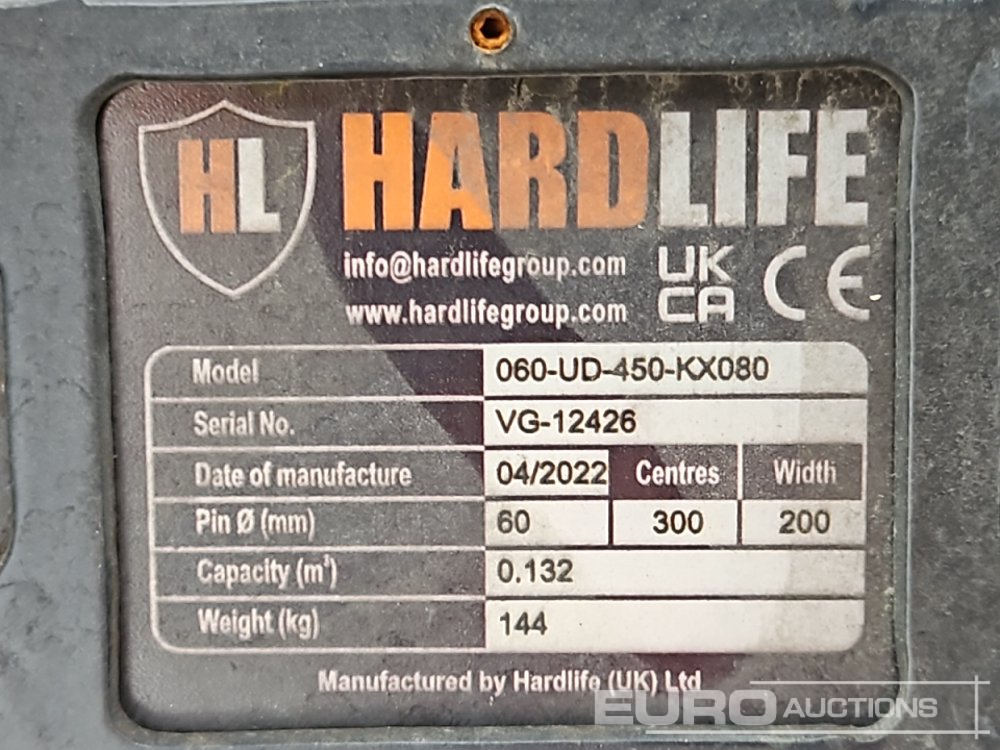 HL HARDLIFE
info@hardlifegroup.com UK CA CE
www.hardlifegroup.com
Model 060-UD-450-KX080
Serial No. VG-12426
Date of manufacture 04/2022 Centres Width
Pin Ø (mm) 60 300 200
Capacity (m³) 0.132
Weight (kg) 144
Manufactured by Hardlife (UK) Ltd
EURO AUCTIONS